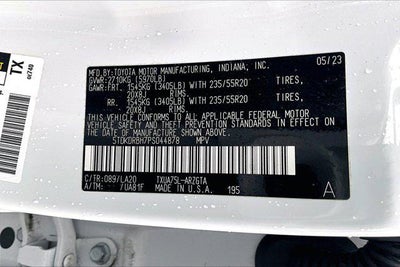 MFD.BY:TOYOTA MOTOR MANUFACTURING, INDIANA, INC.
05/23
GVWR:2710KG (5970LB)
GAWR:FRT. 1545KG (3405LB) WITH 235/55R20 TIRES,
20X8J RIMS,
RR. 1545KG (3405LB) WITH 235/55R20 TIRES,
20X8J RIMS,
THIS VEHICLE CONFORMS TO ALL APPLICABLE FEDERAL MOTOR
VEHICLE SAFETY AND THEFT PREVENTION STANDARDS IN EFFECT ON
THE DATE OF MANUFACTURE SHOWN ABOVE.
5TDKDRBH7PS044878 MPV
C/TR:089/LA20 TXUA75L-ARZGTA
A/TM: /UA81F MADE IN U.S.A. 195
A
TX